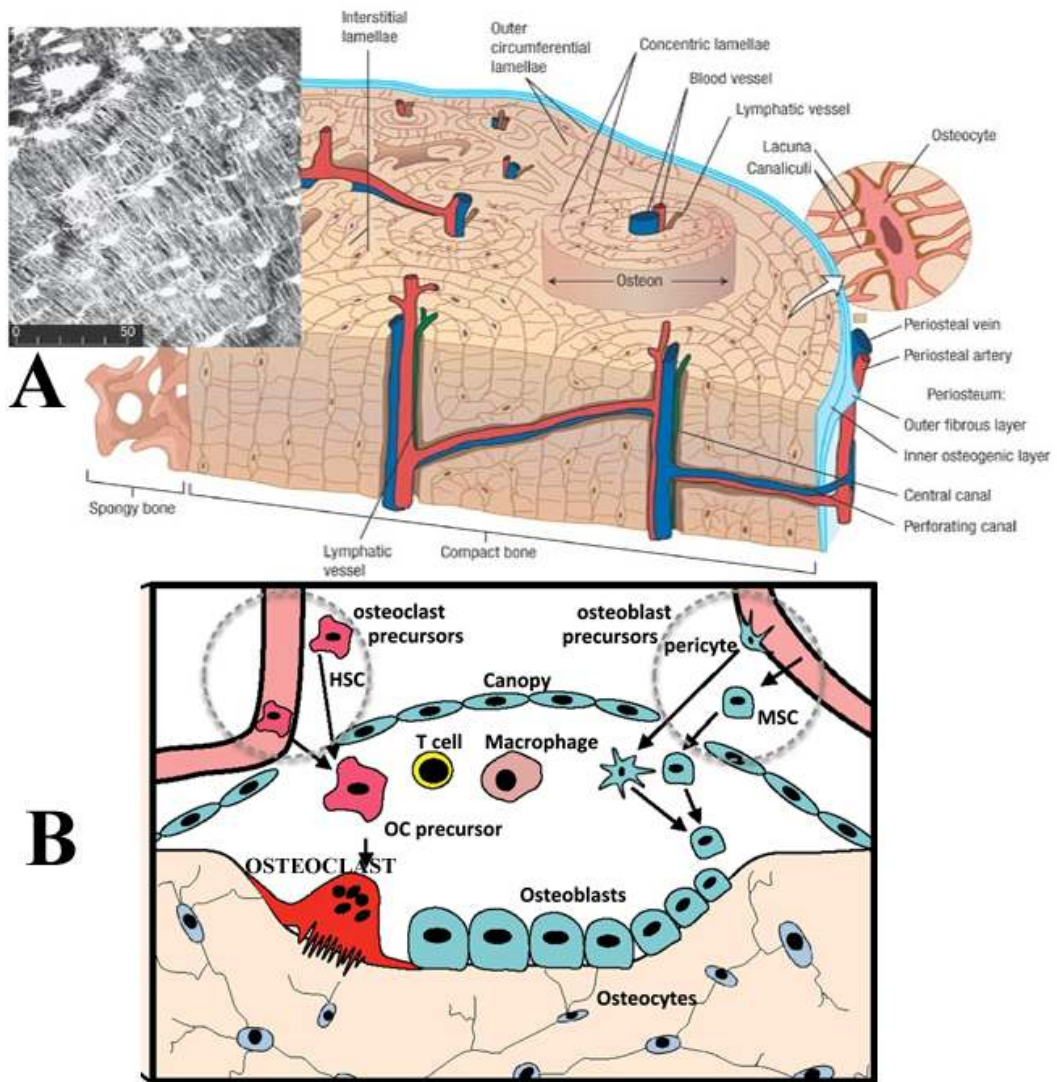 Interstitial
lamellae
Outer
circumferential
lamellae
Concentric lamellae
Blood vessel
Lymphatic vessel
Osteocyte
Lacuna
Canaliculi
Osteon
50
A
Periosteal vein
Periosteal artery
Periosteum:
Outer fibrous layer
Inner osteogenic layer
Central canal
Perforating canal
Spongy bone
Lymphatic
vessel
Compact bone
B
osteoclast
precursors
HSC
osteoblast
precursors
pericyte
MSC
Canopy
T cell
Macrophage
OC precursor
OSTEOCLAST
Osteoblasts
Osteocytes